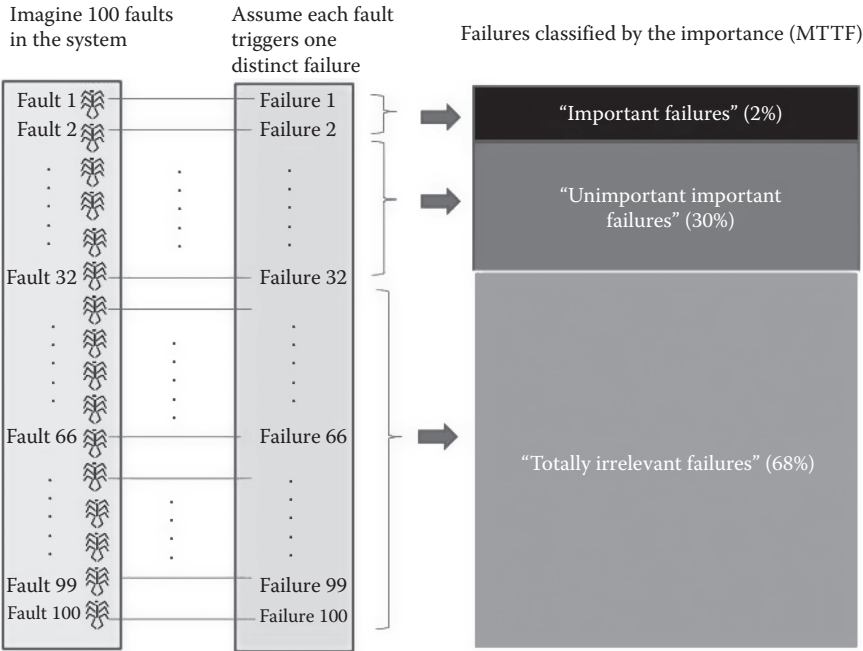 Imagine 100 faults
in the system
Assume each fault
triggers one
distinct failure
Failures classified by the importance (MTTF)
Fault 1
Fault 2
Fault 32
Fault 66
Fault 99
Fault 100
Failure 1
Failure 2
Failure 32
Failure 66
Failure 99
Failure 100
“Important failures” (2%)
“Unimportant important
failures” (30%)
“Totally irrelevant failures” (68%)